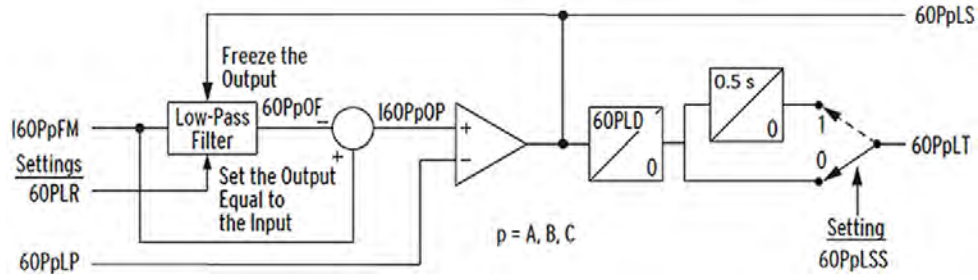 60PpLS
Freeze the
Output
0.5 s
0
I60PpFM
Low-Pass
Filter
60PpOF
−
+
I60PpOP
+
−
60PLD
0
1
0
60PpLT
Settings
60PLR
Set the Output
Equal to
the Input
p = A, B, C
Setting
60PpLSS
60PpLP